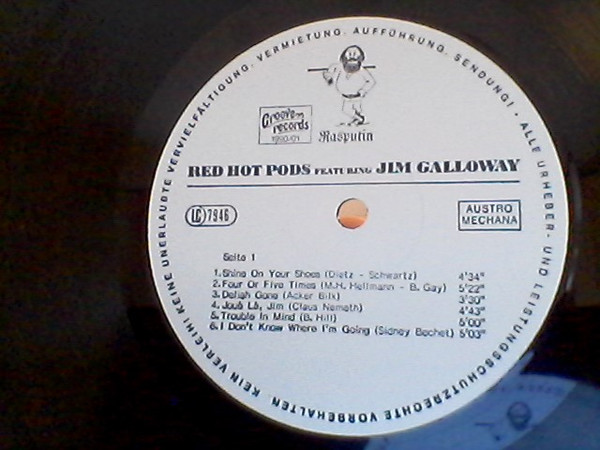 KEINE UNERLAUBTE VERVIELFÄLTIGUNG, VERMIETUNG, AUFFÜHRUNG, SENDUNG! · ALLE URHEBER- UND LEISTUNGSSCHUTZRECHTE VORBEHALTEN. KEIN VERLEIH!
Groove
records
Rasputin
RED HOT PODS FEATURING JIM GALLOWAY
LC 7946
AUSTRO
MECHANA
Seite 1
1. Shine On Your Shoes (Dietz - Schwartz) 4'34"
2. Four Or Five Times (M.H. Hellmann - B. Gay) 5'22"
3. Deliah Gone (Acker Bilk) 3'30"
4. Jouê Là, Jim (Claus Nemeth) 4'43"
5. Trouble In Mind (B. Hill) 6'00"
6. I Don't Know Where I'm Going (Sidney Bechet) 5'03"